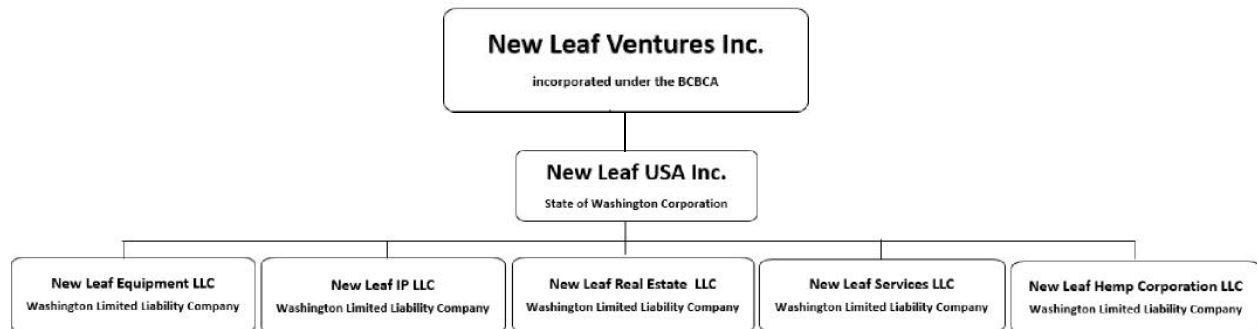 New Leaf Ventures Inc.
incorporated under the BCBCA
New Leaf USA Inc.
State of Washington Corporation
New Leaf Equipment LLC
Washington Limited Liability Company
New Leaf IP LLC
Washington Limited Liability Company
New Leaf Real Estate LLC
Washington Limited Liability Company
New Leaf Services LLC
Washington Limited Liability Company
New Leaf Hemp Corporation LLC
Washington Limited Liability Company